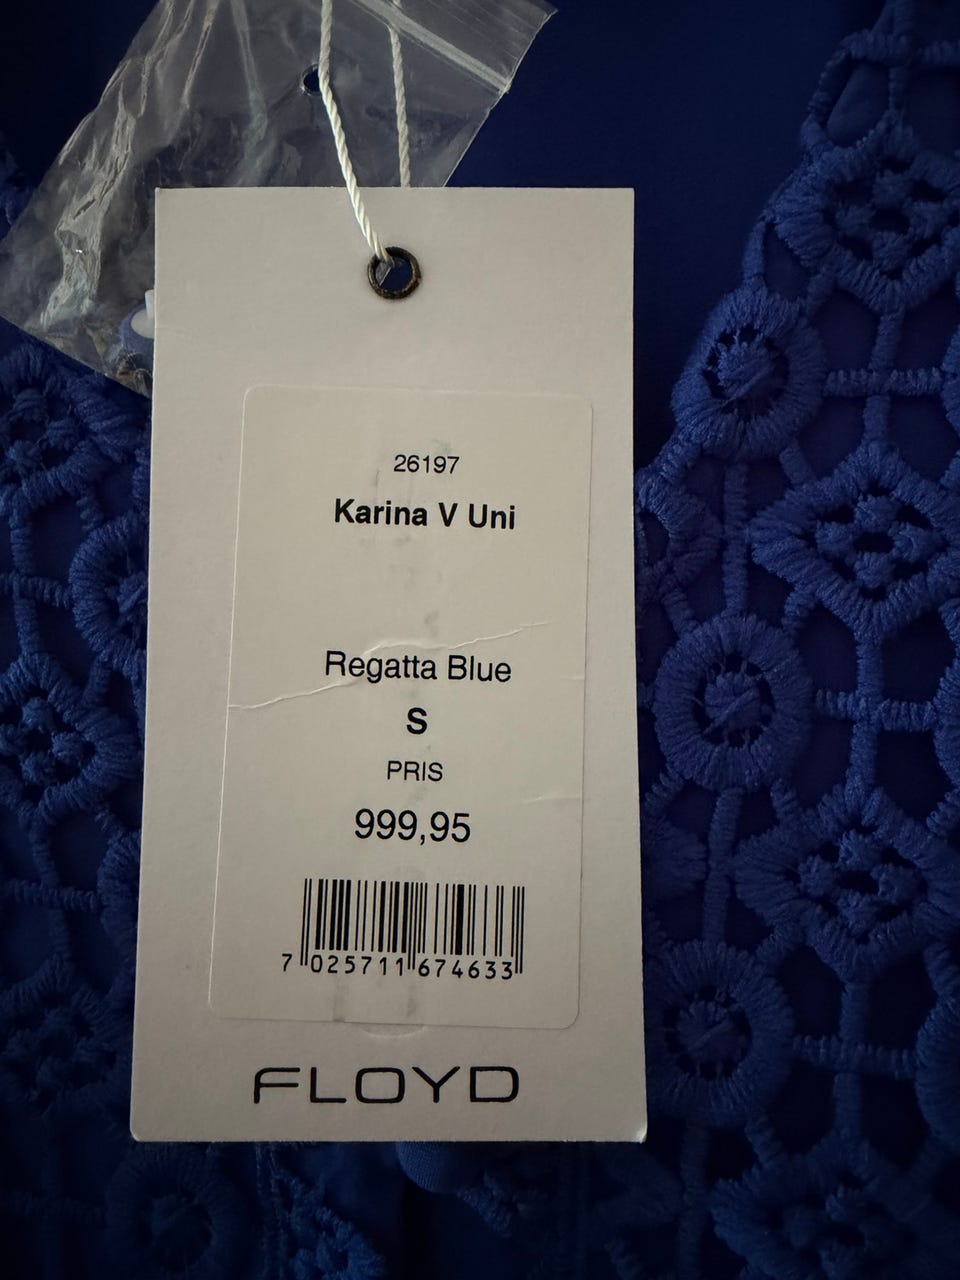 26197
Karina V Uni
Regatta Blue
S
PRIS
999,95
7 025711 674633
FLOYD